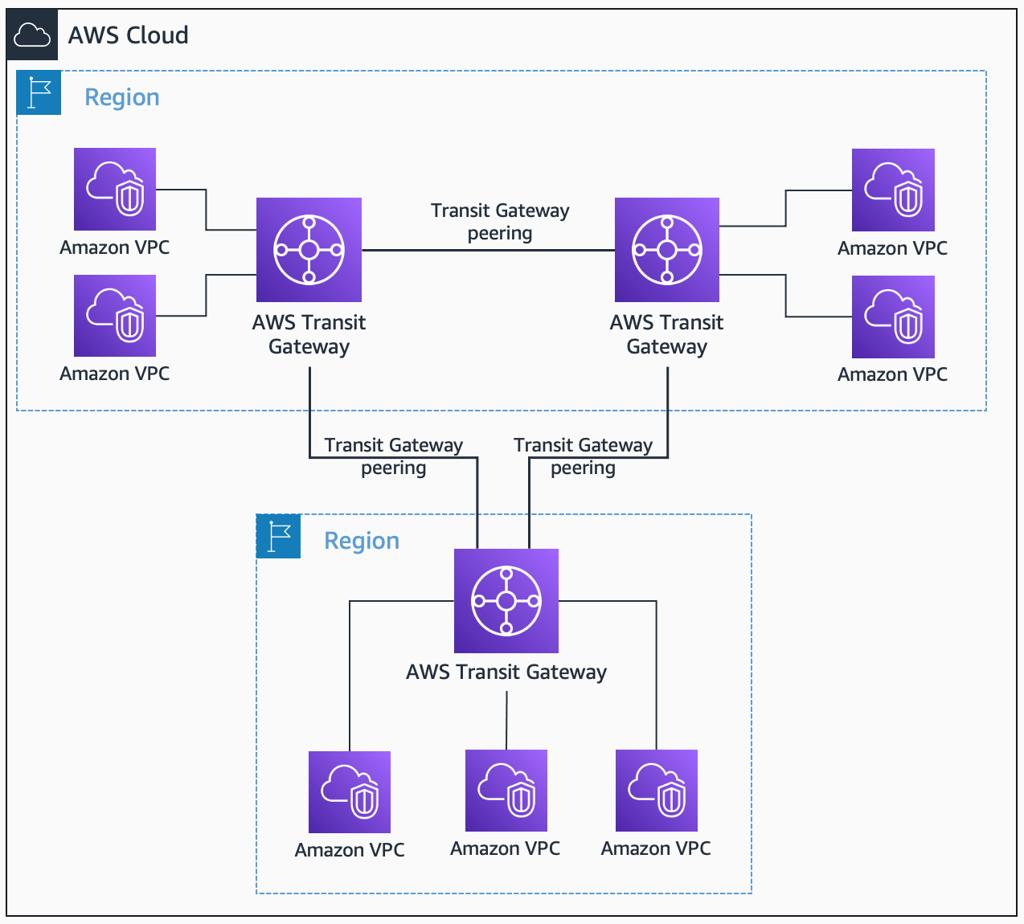 AWS Cloud
Region
Amazon VPC
Amazon VPC
AWS Transit
Gateway
Transit Gateway
peering
AWS Transit
Gateway
Amazon VPC
Amazon VPC
Transit Gateway
peering
Transit Gateway
peering
Region
AWS Transit Gateway
Amazon VPC
Amazon VPC
Amazon VPC